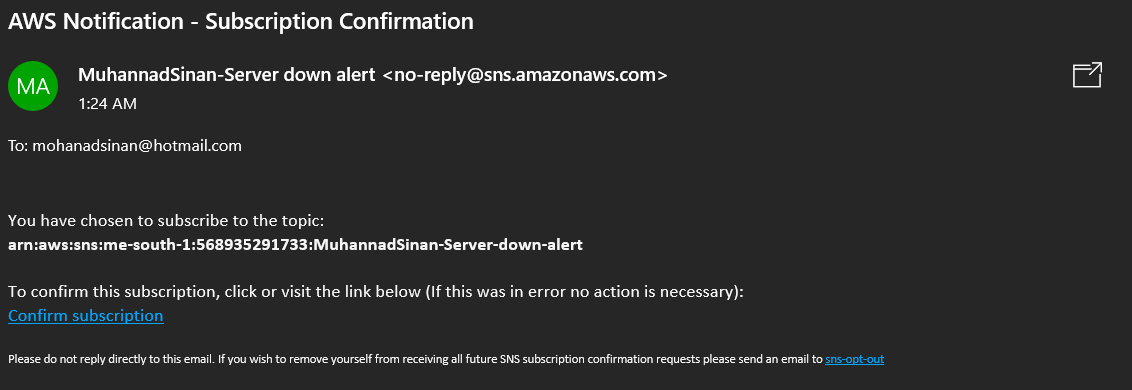 AWS Notification - Subscription Confirmation
MA
MuhannadSinan-Server down alert <no-reply@sns.amazonaws.com>
1:24 AM
To: mohanadsinan@hotmail.com
You have chosen to subscribe to the topic:
arn:aws:sns:me-south-1:568935291733:MuhannadSinan-Server-down-alert
To confirm this subscription, click or visit the link below (If this was in error no action is necessary):
Confirm subscription
Please do not reply directly to this email. If you wish to remove yourself from receiving all future SNS subscription confirmation requests please send an email to sns-opt-out